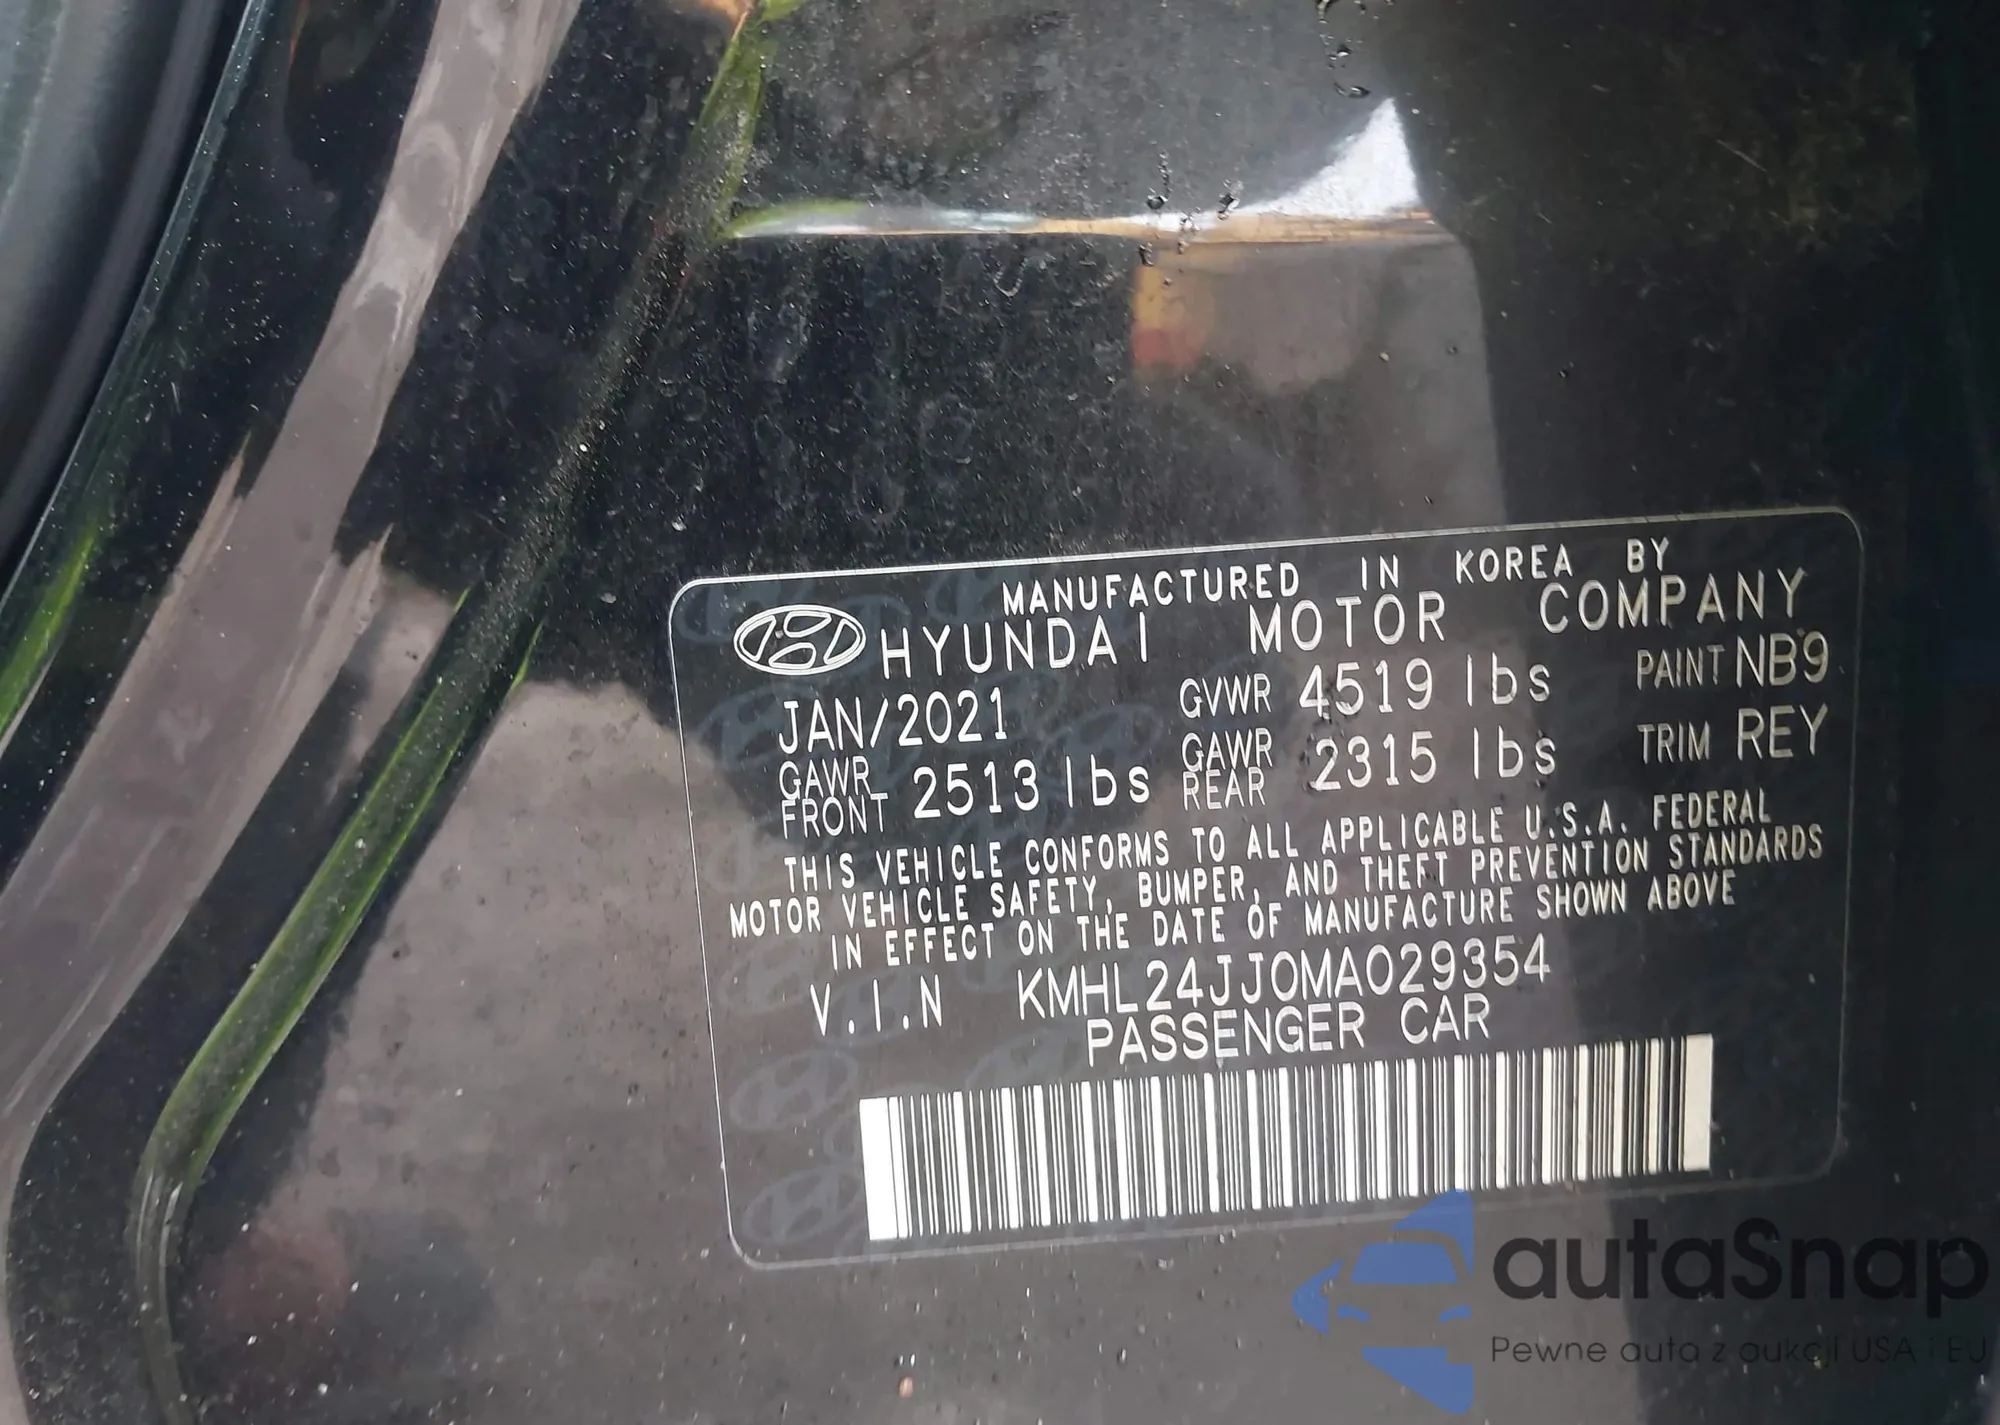 MANUFACTURED IN KOREA BY
HYUNDAI MOTOR COMPANY
JAN/2021 GVWR 4519 lbs PAINT NB9
GAWR FRONT 2513 lbs GAWR REAR 2315 lbs TRIM REY
THIS VEHICLE CONFORMS TO ALL APPLICABLE U.S.A. FEDERAL
MOTOR VEHICLE SAFETY, BUMPER, AND THEFT PREVENTION STANDARDS
IN EFFECT ON THE DATE OF MANUFACTURE SHOWN ABOVE
V.I.N KMHL24JJ0MA029354
PASSENGER CAR
autaSnap
Pewne auta z aukcji USA i EU